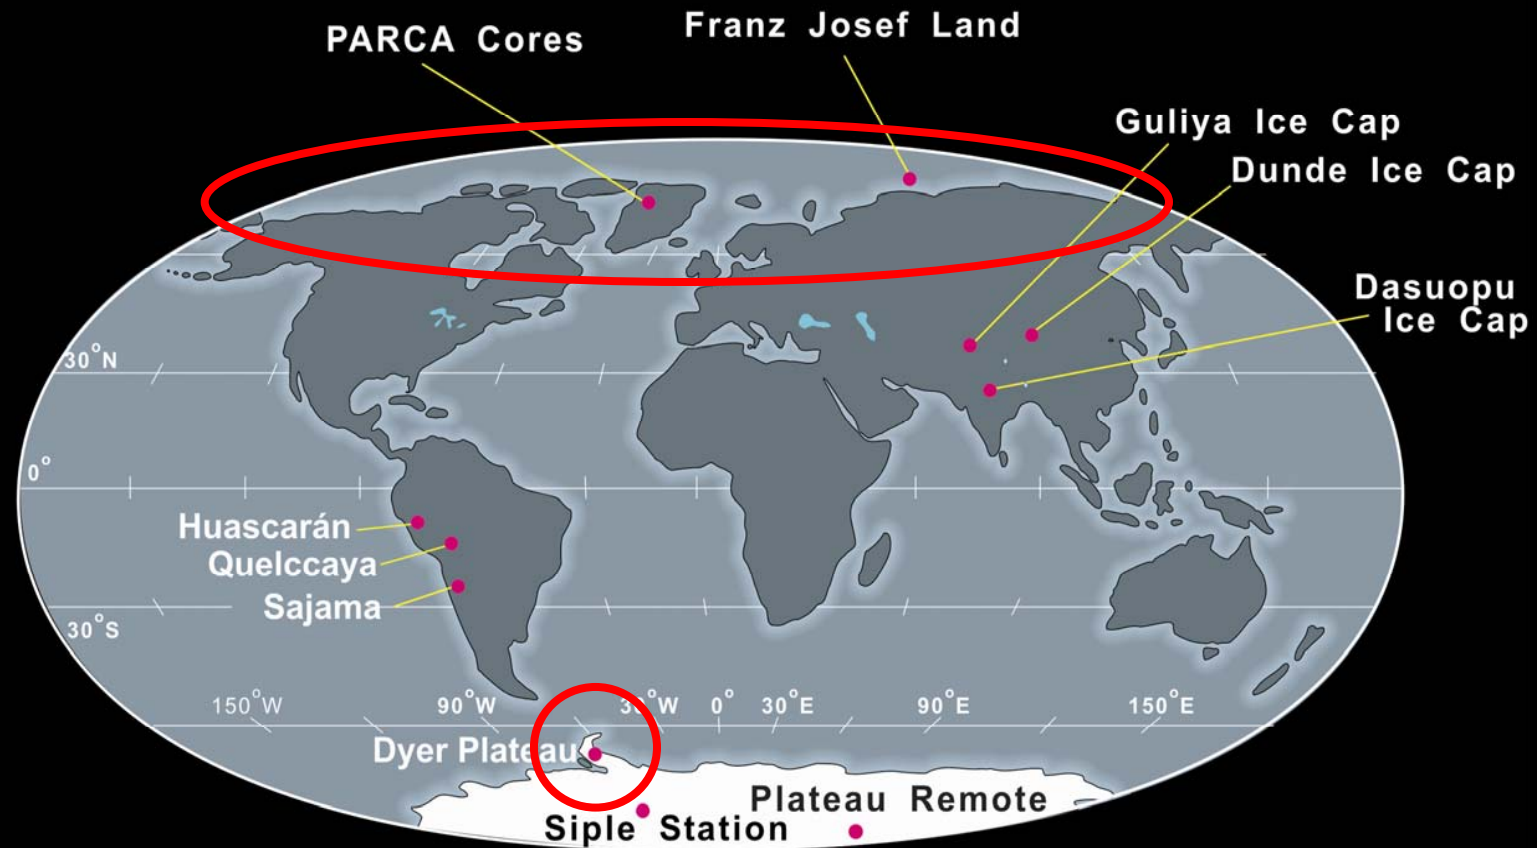 PARCA Cores
Franz Josef Land
Guliya Ice Cap
Dunde Ice Cap
Dasuopu
Ice Cap
30°N
0°
Huascarán
Quelccaya
Sajama
30°S
150°W
90°W
30°W
0°
30°E
90°E
150°E
Dyer Plateau
Plateau Remote
Siple Station